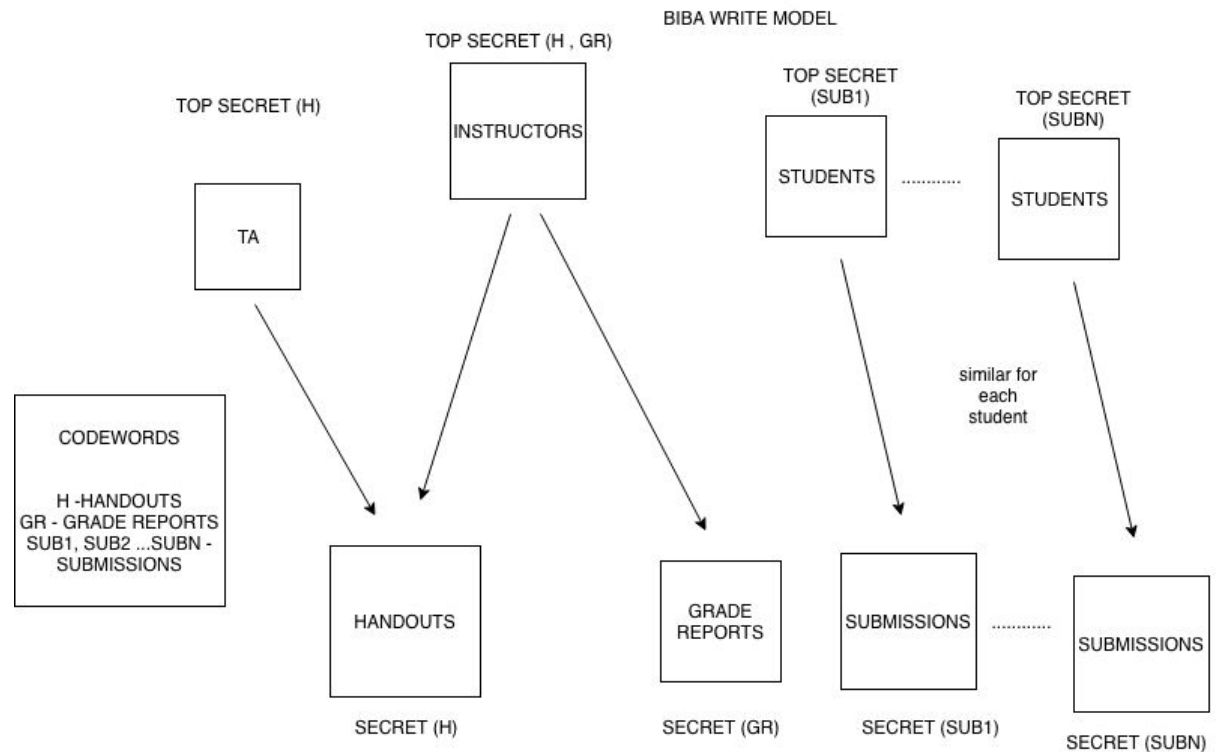 BIBA WRITE MODEL
TOP SECRET (H , GR)
TOP SECRET (H)
TOP SECRET
(SUB1)
TOP SECRET
(SUBN)
INSTRUCTORS
STUDENTS
............
STUDENTS
TA
similar for
each
student
CODEWORDS
H -HANDOUTS
GR - GRADE REPORTS
SUB1, SUB2 ...SUBN -
SUBMISSIONS
HANDOUTS
GRADE
REPORTS
SUBMISSIONS
............
SUBMISSIONS
SECRET (H)
SECRET (GR)
SECRET (SUB1)
SECRET (SUBN)